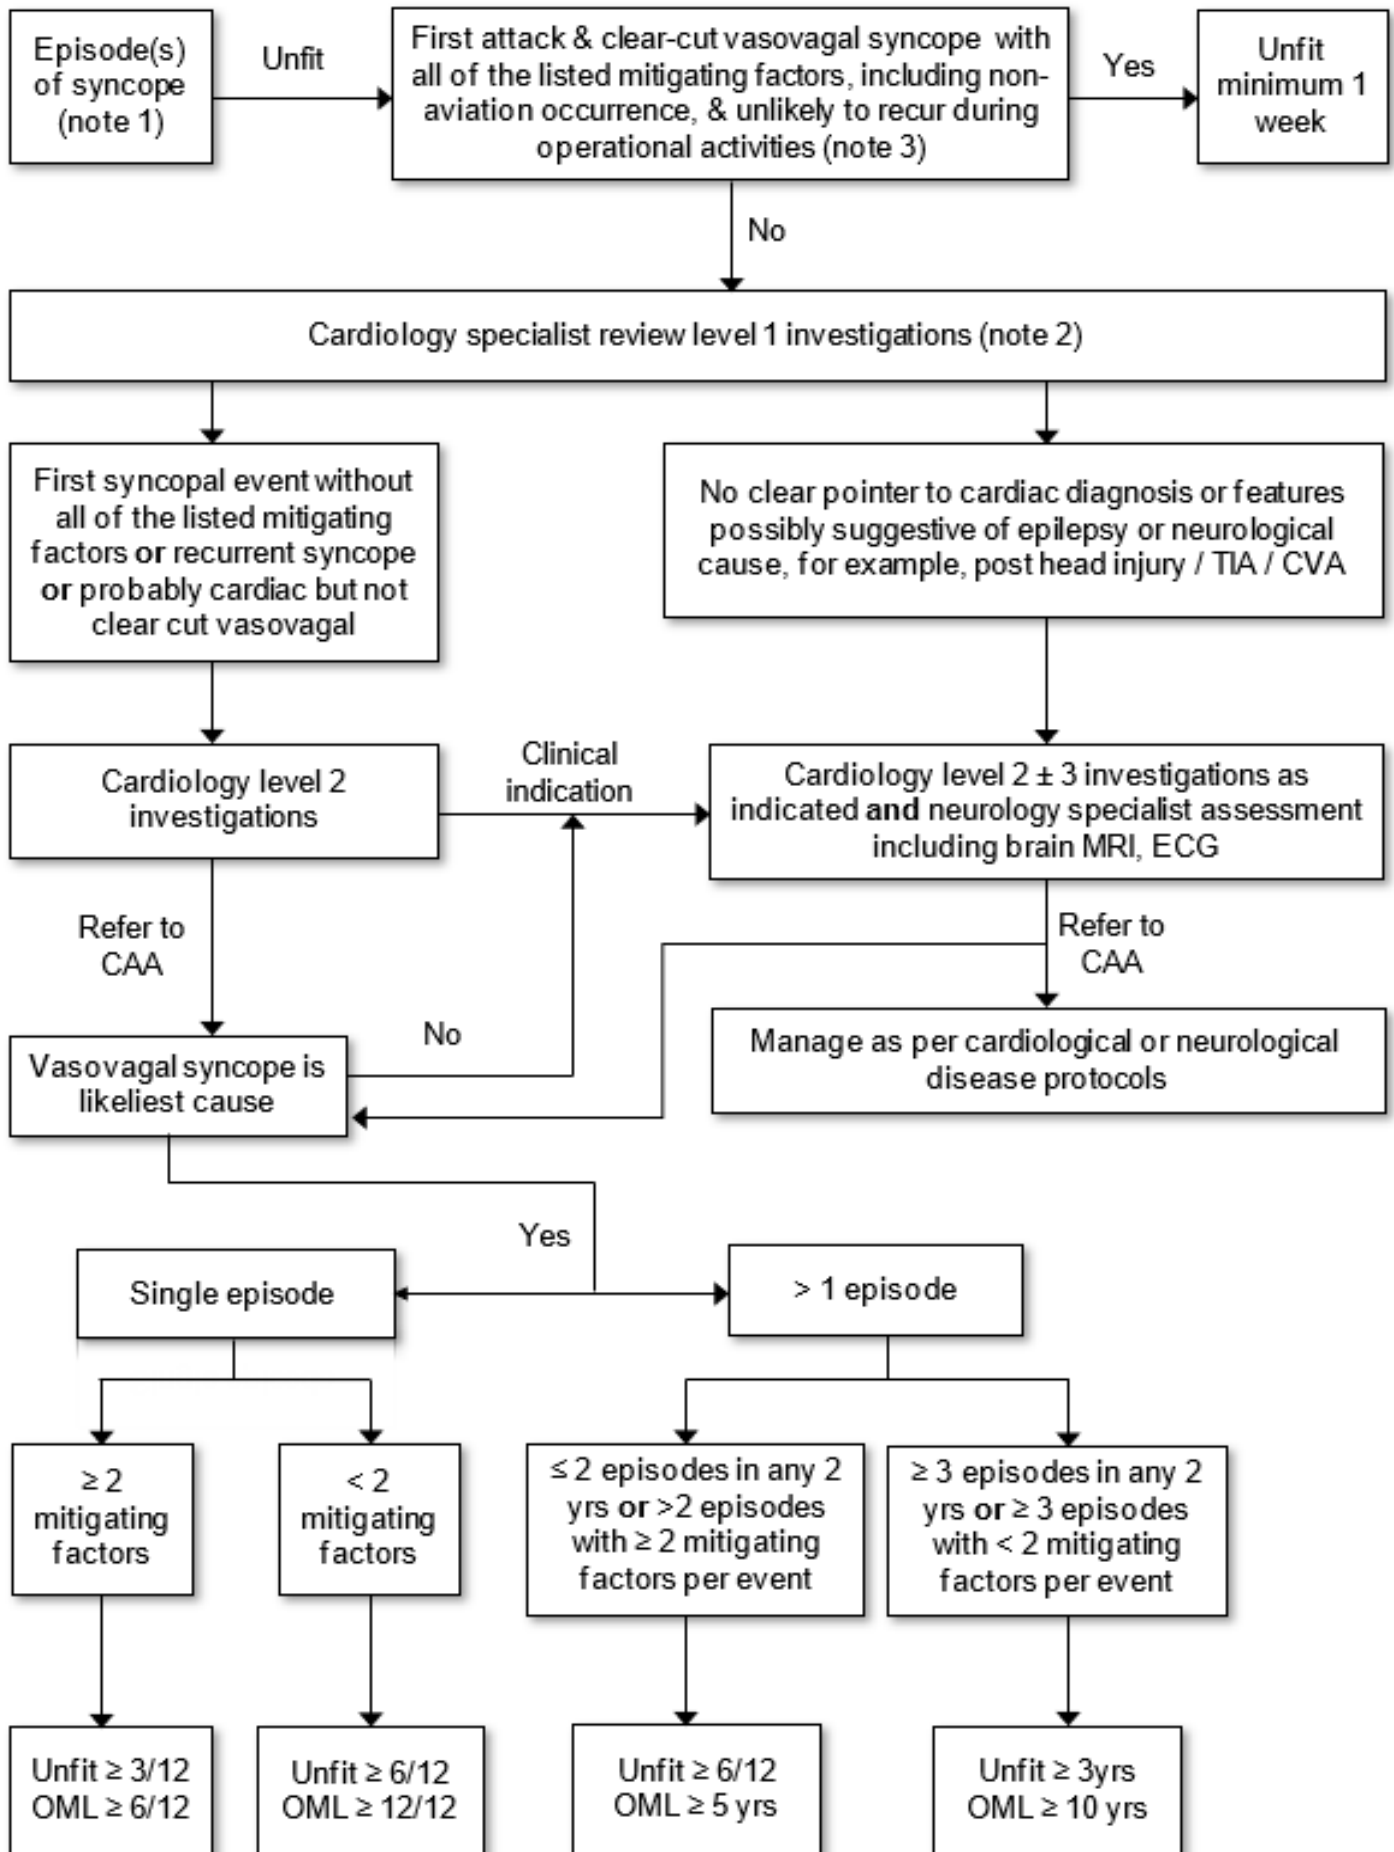 Episode(s)
of syncope
(note 1)
Unfit
First attack & clear-cut vasovagal syncope with
all of the listed mitigating factors, including non-
aviation occurrence, & unlikely to recur during
operational activities (note 3)
Yes
Unfit
minimum 1
week
No
Cardiology specialist review level 1 investigations (note 2)
First syncopal event without
all of the listed mitigating
factors or recurrent syncope
or probably cardiac but not
clear cut vasovagal
No clear pointer to cardiac diagnosis or features
possibly suggestive of epilepsy or neurological
cause, for example, post head injury / TIA / CVA
Cardiology level 2
investigations
Clinical
indication
Cardiology level 2 ± 3 investigations as
indicated and neurology specialist assessment
including brain MRI, ECG
Refer to
CAA
Refer to
CAA
Vasovagal syncope is
likeliest cause
No
Manage as per cardiological or neurological
disease protocols
Yes
Single episode
> 1 episode
≥ 2
mitigating
factors
< 2
mitigating
factors
≤ 2 episodes in any 2
yrs or >2 episodes
with ≥ 2 mitigating
factors per event
≥ 3 episodes in any 2
yrs or ≥ 3 episodes
with < 2 mitigating
factors per event
Unfit ≥ 3/12
OML ≥ 6/12
Unfit ≥ 6/12
OML ≥ 12/12
Unfit ≥ 6/12
OML ≥ 5 yrs
Unfit ≥ 3yrs
OML ≥ 10 yrs